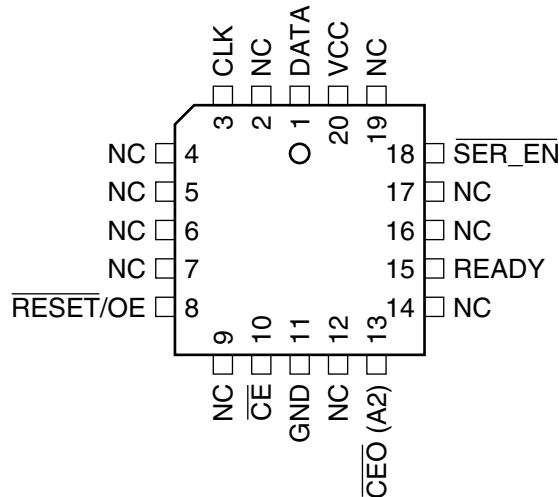 CLK
NC
DATA
VCC
NC
3
2
1
20
19
NC 4
18 SER_EN
NC 5
17 NC
NC 6
16 NC
NC 7
15 READY
RESET/OE 8
14 NC
9
10
11
12
13
NC
CE
GND
NC
CEO (A2)